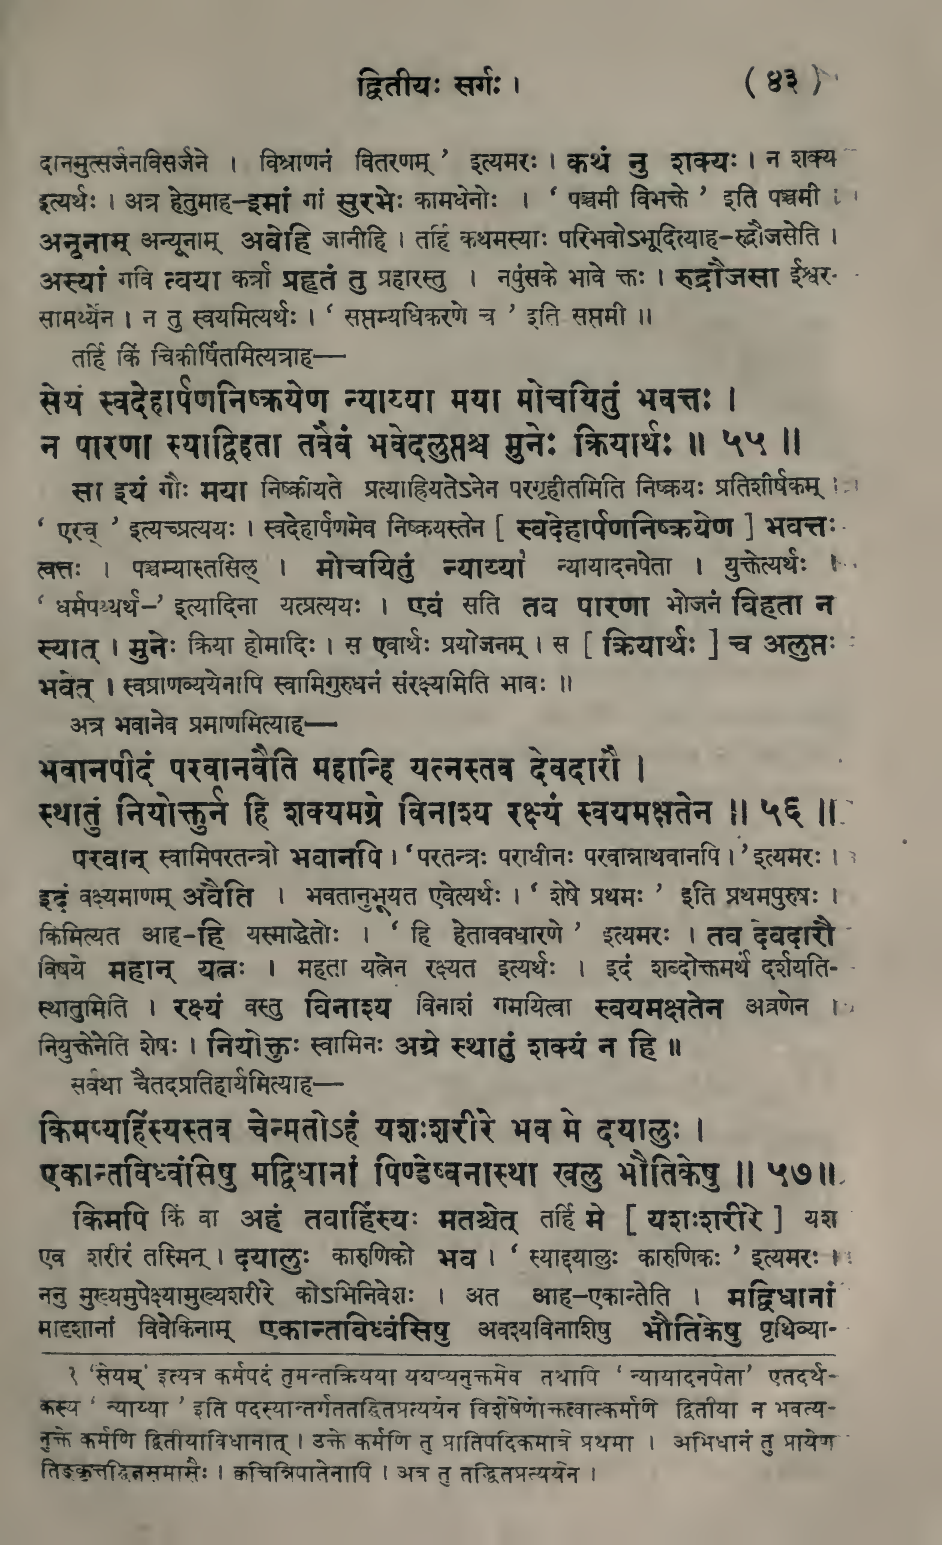 द्वितीयः सर्गः ।
( ४३ )
दानमुत्सर्जनविसर्जने । विश्राणनं वितरणम् ’ इत्यमरः । कथं नु शक्यः । न शक्य
इत्यर्थः । अत्र हेतुमाह–इमां गां सुरभेः कामधेनोः । ‘ पञ्चमी विभक्ते ’ इति पञ्चमी ।
अनूनाम् अन्यूनाम् अवेहि जानीहि । तर्हि कथमस्याः परिभवोऽभूदित्याह–रुद्रौजसेति ।
अस्यां गवि त्वया कर्त्रा प्रहृतं तु प्रहारस्तु । नपुंसके भावे क्तः । रुद्रौजसा ईश्वर-
सामर्थ्येन । न तु स्वयमित्यर्थः । ‘ सप्तम्यधिकरणे च ’ इति सप्तमी ॥
तर्हि किं चिकीर्षितमित्यत्राह—
सेयं स्वदेहार्पणनिष्क्रयेण न्याय्या मया मोचयितुं भवत्तः ।
न पारणा स्याद्विहता तवैवं भवेदलुप्तश्च मुनेः क्रियार्थः ॥ ५५ ॥
सा इयं गौः मया निष्क्रीयते प्रत्याह्रियतेऽनेन परगृहीतमिति निष्क्रयः प्रतिशीर्षकम् ।
‘ एरच् ’ इत्यच्प्रत्ययः । स्वदेहार्पणमेव निष्क्रयस्तेन [ स्वदेहार्पणनिष्क्रयेण ] भवत्तः
त्वत्तः । पञ्चम्यास्तसिल् । मोचयितुं न्याय्या१ न्यायादनपेता । युक्तेत्यर्थः ।
‘ धर्मपथ्यर्थ–’ इत्यादिना यत्प्रत्ययः । एवं सति तव पारणा भोजनं विहता न
स्यात् । मुनेः क्रिया होमादिः । स एवार्थः प्रयोजनम् । स [ क्रियार्थः ] च अलुप्तः
भवेत् । स्वप्राणव्ययेनापि स्वामिगुरुधनं संरक्ष्यमिति भावः ॥
अत्र भवानेव प्रमाणमित्याह—
भवानपीदं परवानवैति महान्हि यत्नस्तव देवदारौ ।
स्थातुं नियोक्तुर्न हि शक्यमग्रे विनाश्य रक्ष्यं स्वयमक्षतेन ॥ ५६ ॥
परवान् स्वामिपरतन्त्रो भवानपि । ‘परतन्त्रः पराधीनः परवान्नाथवानपि ।’ इत्यमरः ।
इदं वक्ष्यमाणम् अवैति । भवतानुभूयत एवेत्यर्थः । ‘ शेषे प्रथमः ’ इति प्रथमपुरुषः ।
किमित्यत आह-हि यस्माद्धेतोः । ‘ हि हेताववधारणे ’ इत्यमरः । तव देवदारौ
विषये महान् यत्नः । महता यत्नेन रक्ष्यत इत्यर्थः । इदं शब्दोक्तमर्थं दर्शयति-
स्थातुमिति । रक्ष्यं वस्तु विनाश्य विनाशं गमयित्वा स्वयमक्षतेन अव्रणेन ।
नियुक्तेनेति शेषः । नियोक्तुः स्वामिनः अग्रे स्थातुं शक्यं न हि ॥
सर्वथा चैतदप्रतिहार्यमित्याह—
किमप्यहिंस्यस्तव चेन्मतोऽहं यशःशरीरे भव मे दयालुः ।
एकान्तविध्वंसिषु मद्विधानां पिण्डेष्वनास्था खलु भौतिकेषु ॥ ५७॥
किमपि किं वा अहं तवाहिंस्यः मतश्चेत् तर्हि मे [ यशःशरीरे ] यश
एव शरीरं तस्मिन् । दयालुः कारुणिको भव । ‘ स्याद्दयालुः कारुणिकः ’ इत्यमरः ।
ननु मुख्यमुपेक्ष्यामुख्यशरीरे कोऽभिनिवेशः । अत आह–एकान्तेति । मद्विधानां
मादृशानां विवेकिनाम् एकान्तविध्वंसिषु अवश्यविनाशिषु भौतिकेषु पृथिव्या-
१ ‘सेयम्’ इत्यत्र कर्मपदं तुमन्तक्रियया यद्यप्यनुक्तमेव तथापि ‘ न्यायादनपेता’ एतदर्थ-
कस्य ‘ न्याय्या ’ इति पदस्यान्तर्गततद्धितप्रत्ययेन विशेषेणोक्तत्वात्कर्मणि द्वितीया न भवत्य-
नुक्ते कर्मणि द्वितीयाविधानात् । उक्ते कर्मणि तु प्रातिपदिकमात्रे प्रथमा । अभिधानं तु प्रायेण
तिङ्कृत्तद्धितसमासैः । क्वचिन्निपातेनापि । अत्र तु तद्धितप्रत्ययेन ।